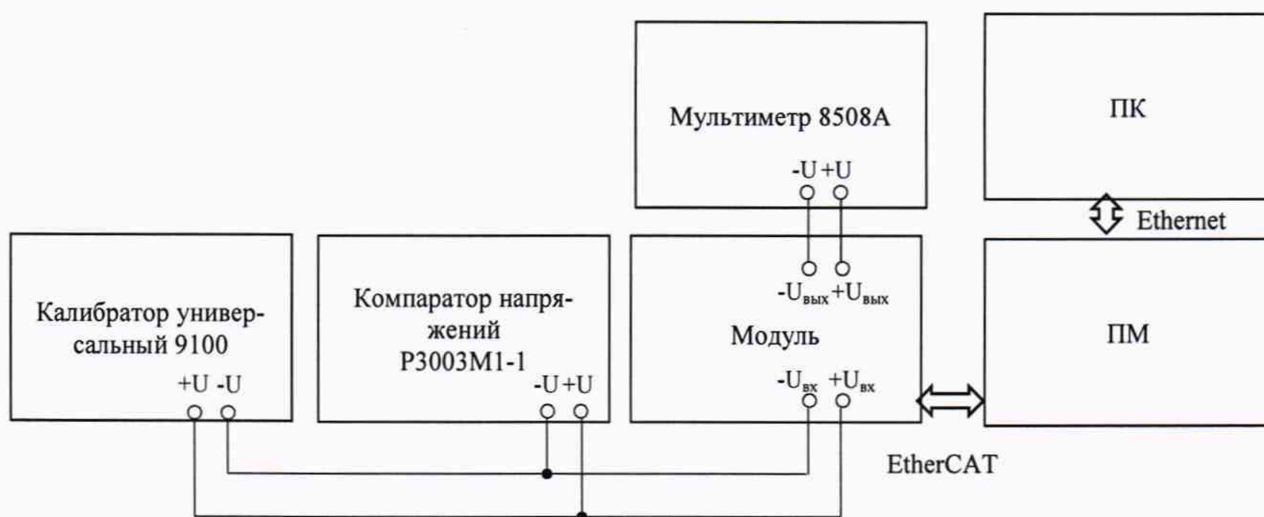 Мультиметр 8508А
-U +U
ПК
Ethernet
Калибратор универ-
сальный 9100
+U -U
Компаратор напря-
жений
Р3003М1-1
-U +U
-Uвых +Uвых
Модуль
-Uвх +Uвх
ПМ
EtherCAT